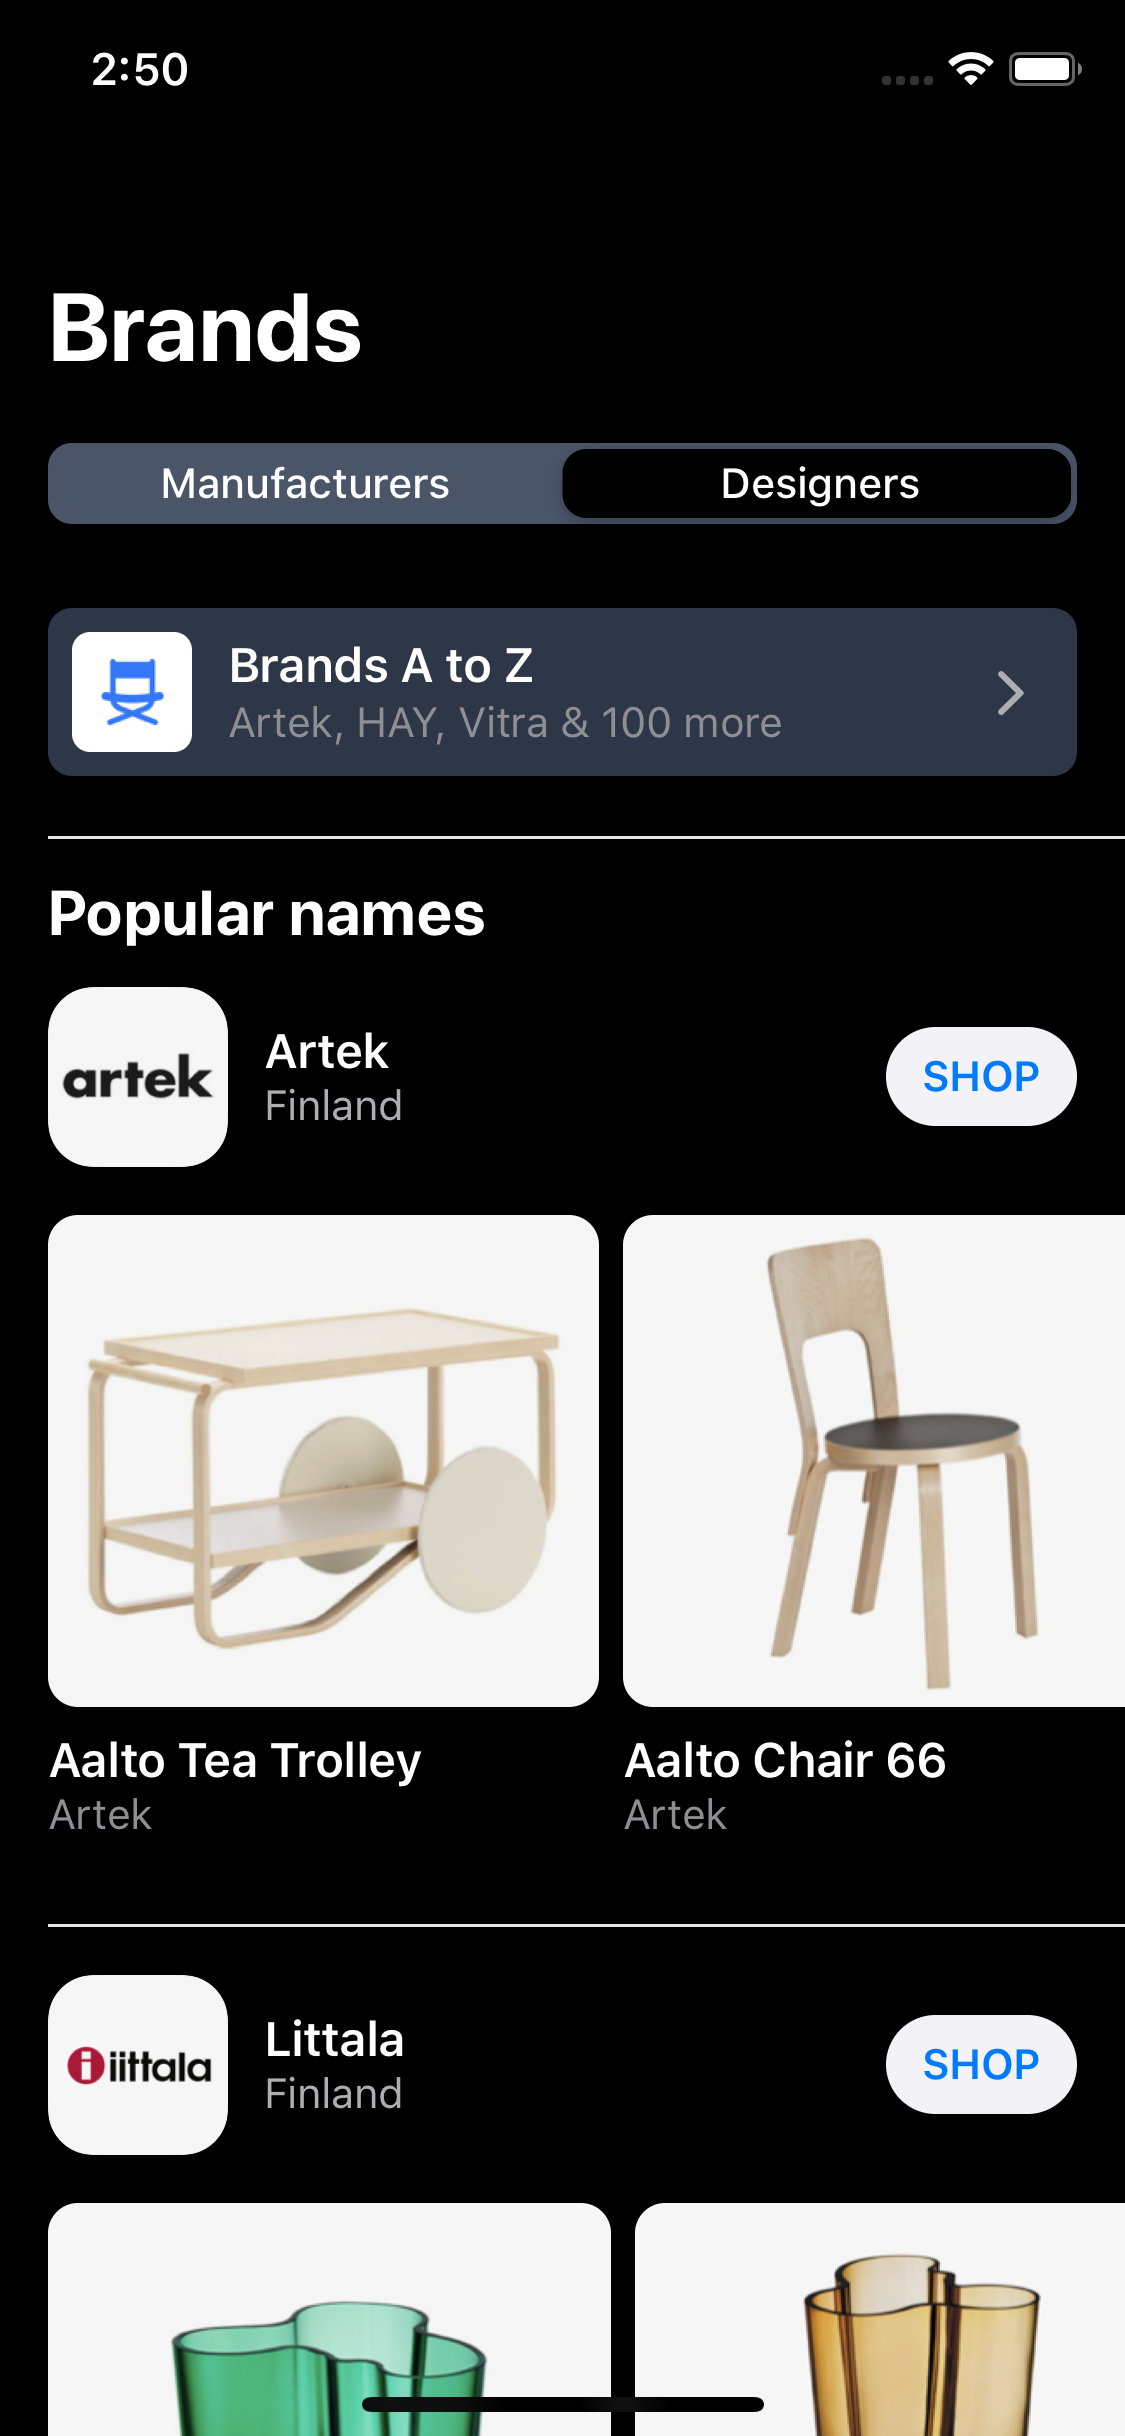 2:50
Brands
Manufacturers
Designers
Brands A to Z
Artek, HAY, Vitra & 100 more
Popular names
artek
Artek
Finland
SHOP
Aalto Tea Trolley
Artek
Aalto Chair 66
Artek
i iittala
Littala
Finland
SHOP